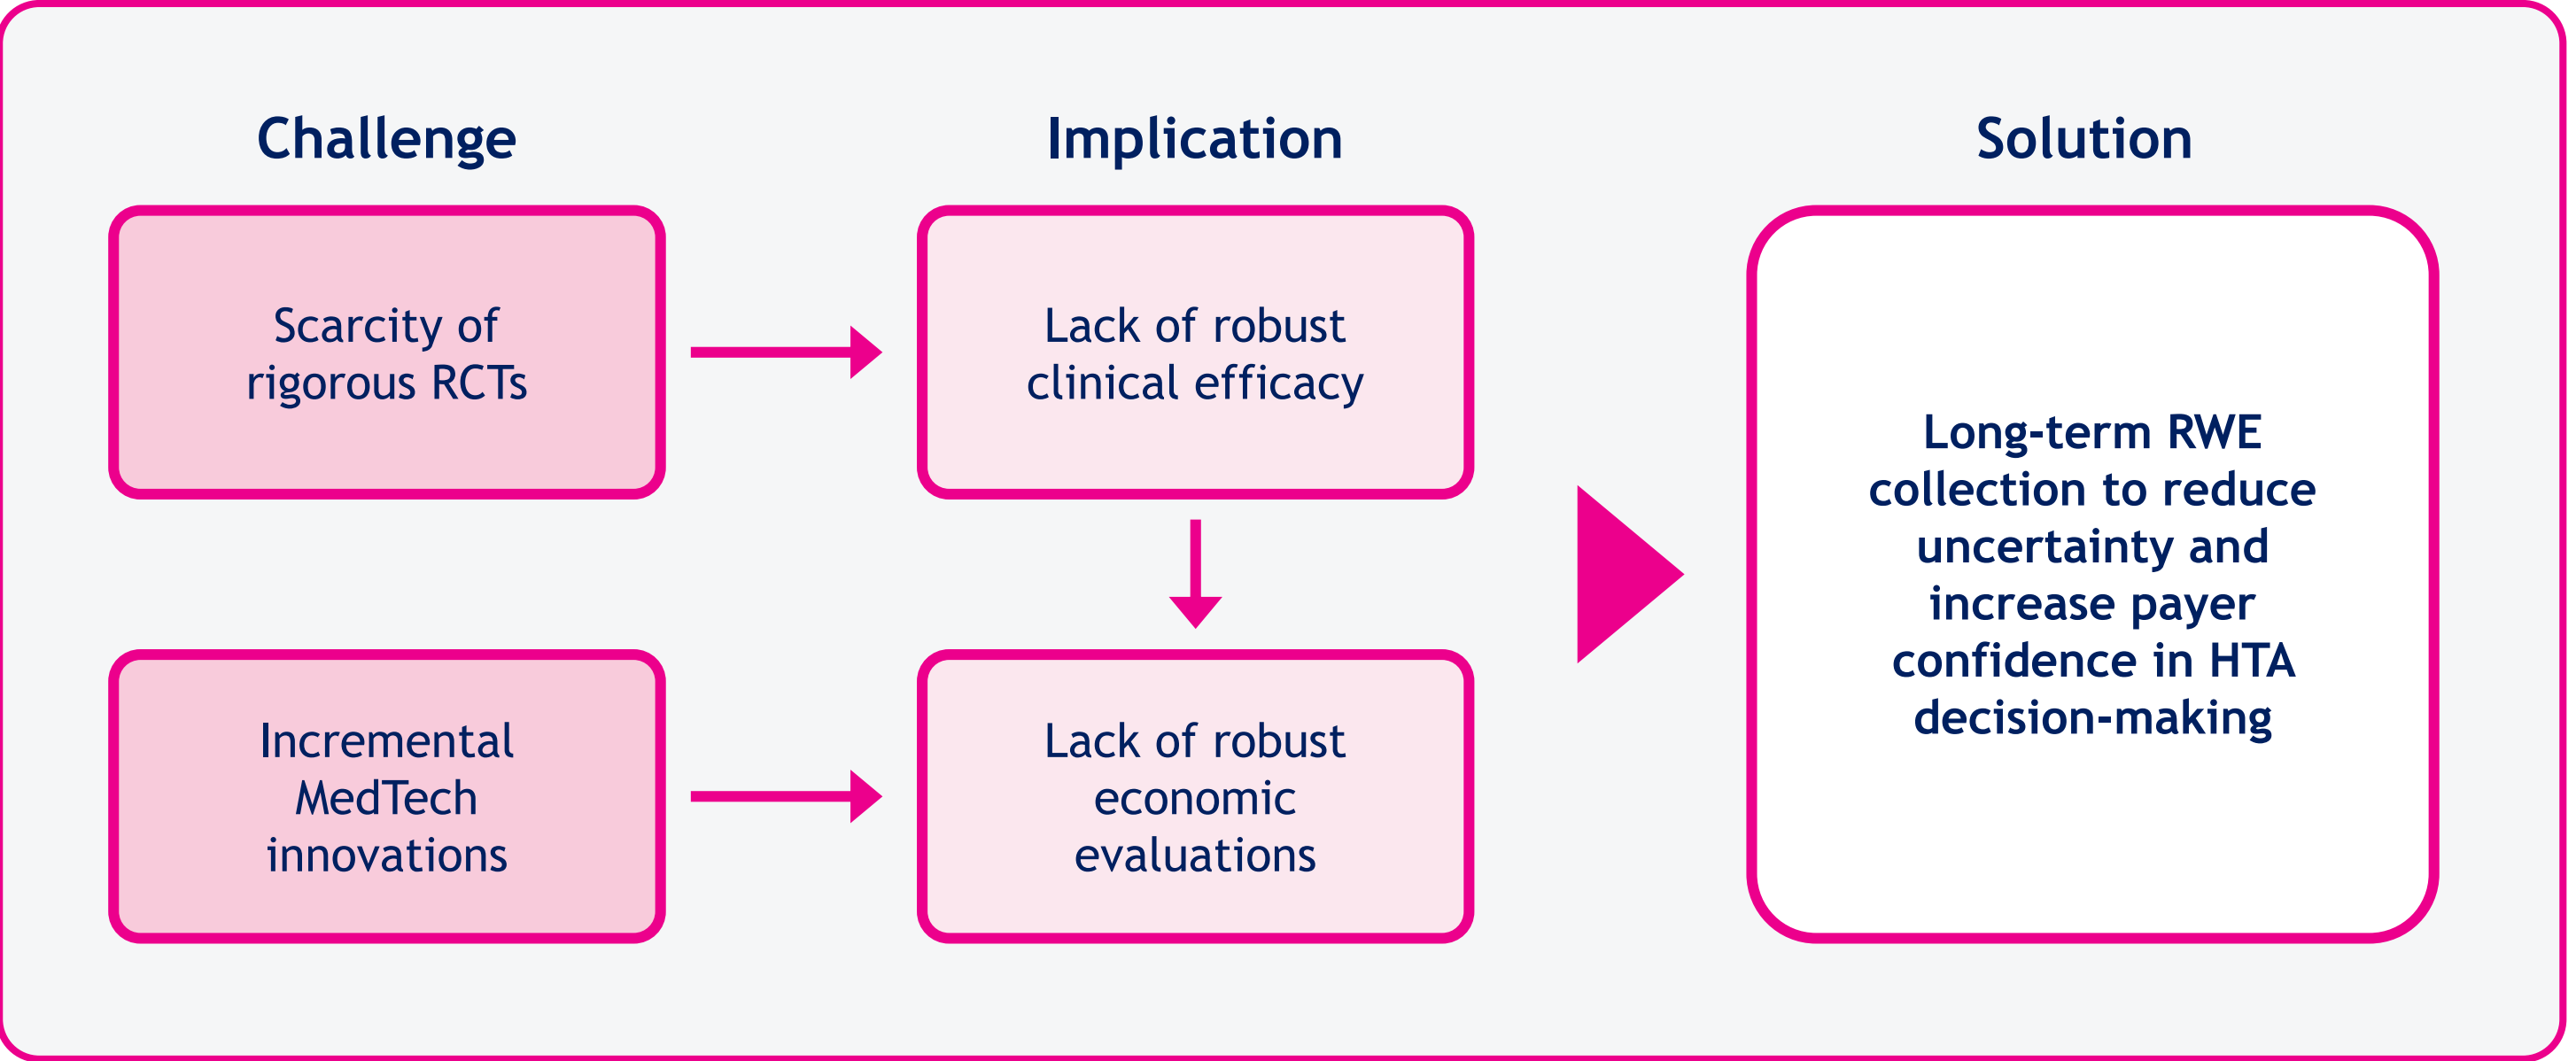 Challenge
Scarcity of
rigorous RCTs
Incremental
MedTech
innovations
Implication
Lack of robust
clinical efficacy
Lack of robust
economic
evaluations
Solution
Long-term RWE
collection to reduce
uncertainty and
increase payer
confidence in HTA
decision-making